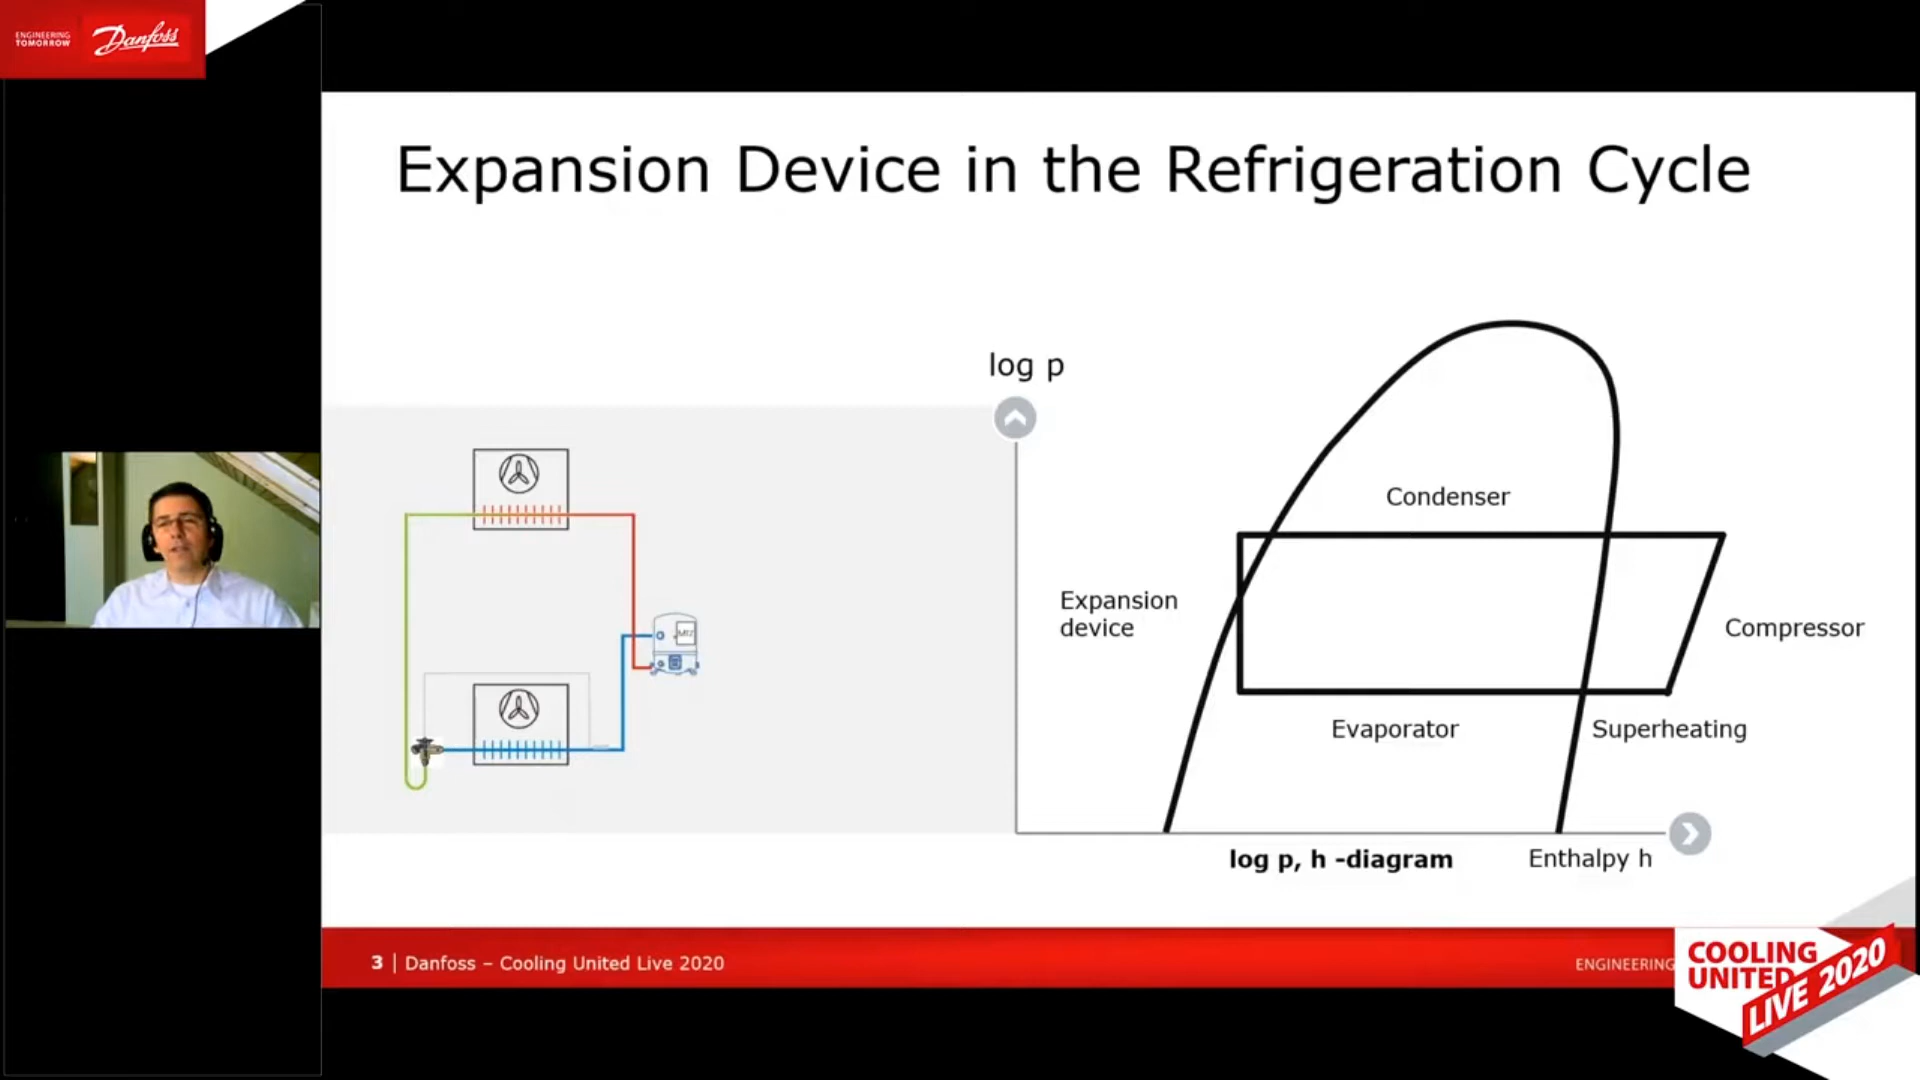 ENGINEERING
TOMORROW
Danfoss
Expansion Device in the Refrigeration Cycle
log p
Condenser
Expansion
device
MTZ
Compressor
Evaporator
Superheating
log p, h -diagram
Enthalpy h
3 | Danfoss – Cooling United Live 2020
ENGINEERING
COOLING
UNITED
LIVE 2020